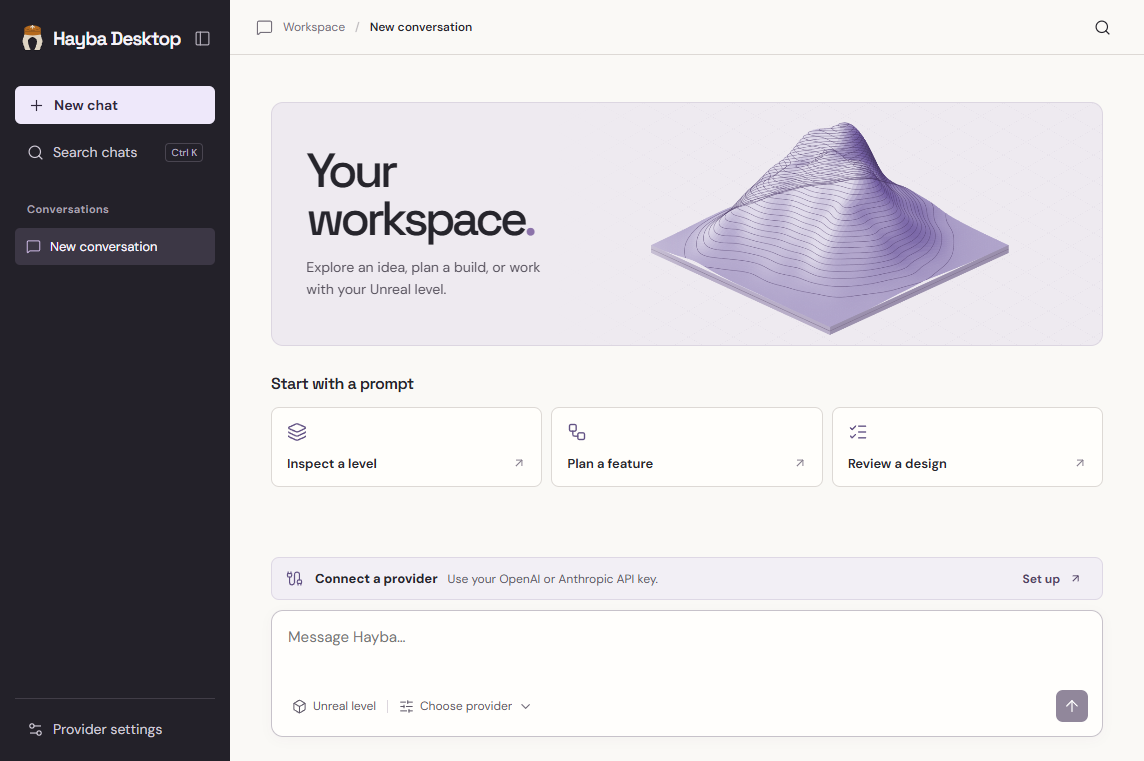 Hayba Desktop
New chat
Search chats Ctrl K
Conversations
New conversation
Provider settings
Workspace / New conversation
Your
workspace.
Explore an idea, plan a build, or work
with your Unreal level.
Start with a prompt
Inspect a level
Plan a feature
Review a design
Connect a provider Use your OpenAI or Anthropic API key. Set up
Message Hayba...
Unreal level Choose provider